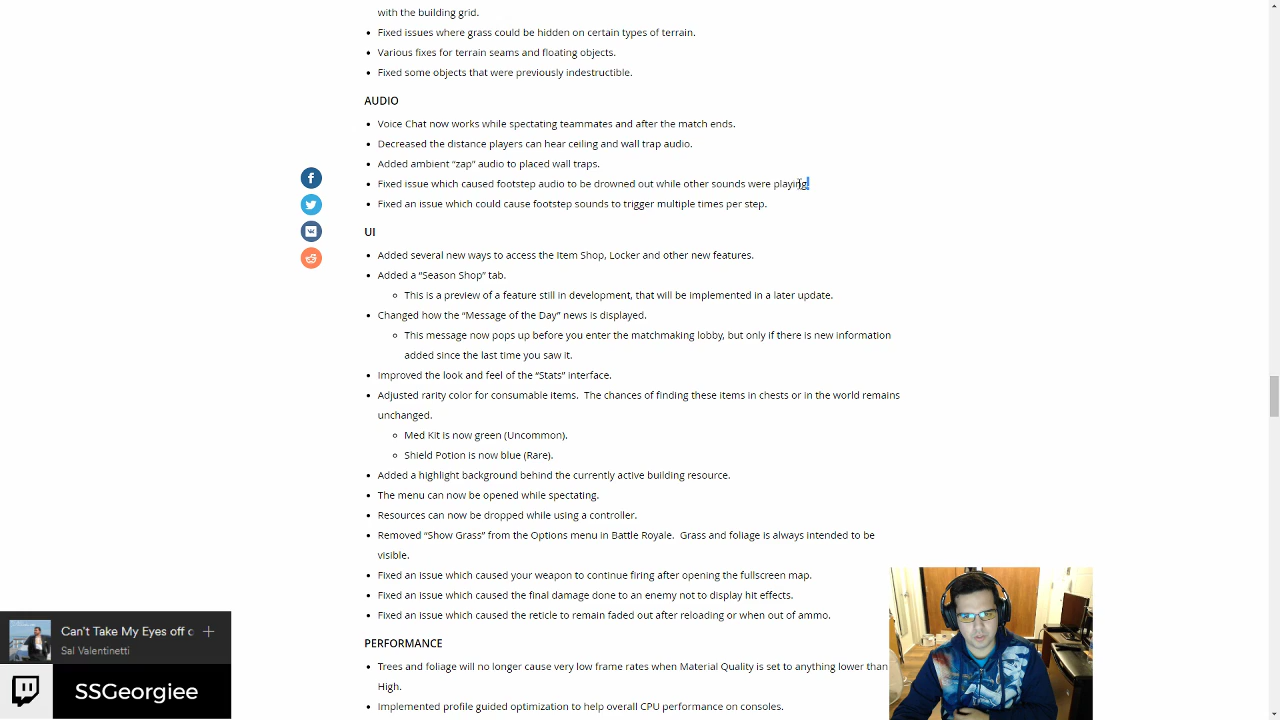 with the building grid.
Fixed issues where grass could be hidden on certain types of terrain.
Various fixes for terrain seams and floating objects.
Fixed some objects that were previously indestructible.
AUDIO
Voice Chat now works while spectating teammates and after the match ends.
Decreased the distance players can hear ceiling and wall trap audio.
Added ambient “zap” audio to placed wall traps.
Fixed issue which caused footstep audio to be drowned out while other sounds were playing.
Fixed an issue which could cause footstep sounds to trigger multiple times per step.
UI
Added several new ways to access the Item Shop, Locker and other new features.
Added a “Season Shop” tab.
This is a preview of a feature still in development, that will be implemented in a later update.
Changed how the “Message of the Day” news is displayed.
This message now pops up before you enter the matchmaking lobby, but only if there is new information
added since the last time you saw it.
Improved the look and feel of the “Stats” interface.
Adjusted rarity color for consumable items.  The chances of finding these items in chests or in the world remains
unchanged.
Med Kit is now green (Uncommon).
Shield Potion is now blue (Rare).
Added a highlight background behind the currently active building resource.
The menu can now be opened while spectating.
Resources can now be dropped while using a controller.
Removed “Show Grass” from the Options menu in Battle Royale.  Grass and foliage is always intended to be
visible.
Fixed an issue which caused your weapon to continue firing after opening the fullscreen map.
Fixed an issue which caused the final damage done to an enemy not to display hit effects.
Fixed an issue which caused the reticle to remain faded out after reloading or when out of ammo.
PERFORMANCE
Trees and foliage will no longer cause very low frame rates when Material Quality is set to anything lower than
High.
Implemented profile guided optimization to help overall CPU performance on consoles.
Can't Take My Eyes off
Sal Valentinetti
SSGeorgiee